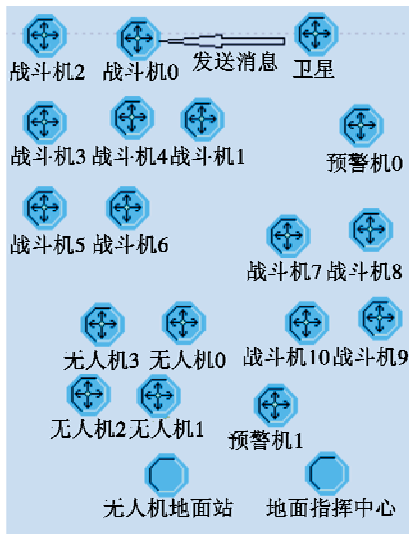 发送消息
战斗机2 战斗机0 卫星
战斗机3 战斗机4 战斗机1 预警机0
战斗机5 战斗机6
战斗机7 战斗机8
无人机3 无人机0 战斗机10 战斗机9
无人机2 无人机1 预警机1
无人机地面站 地面指挥中心